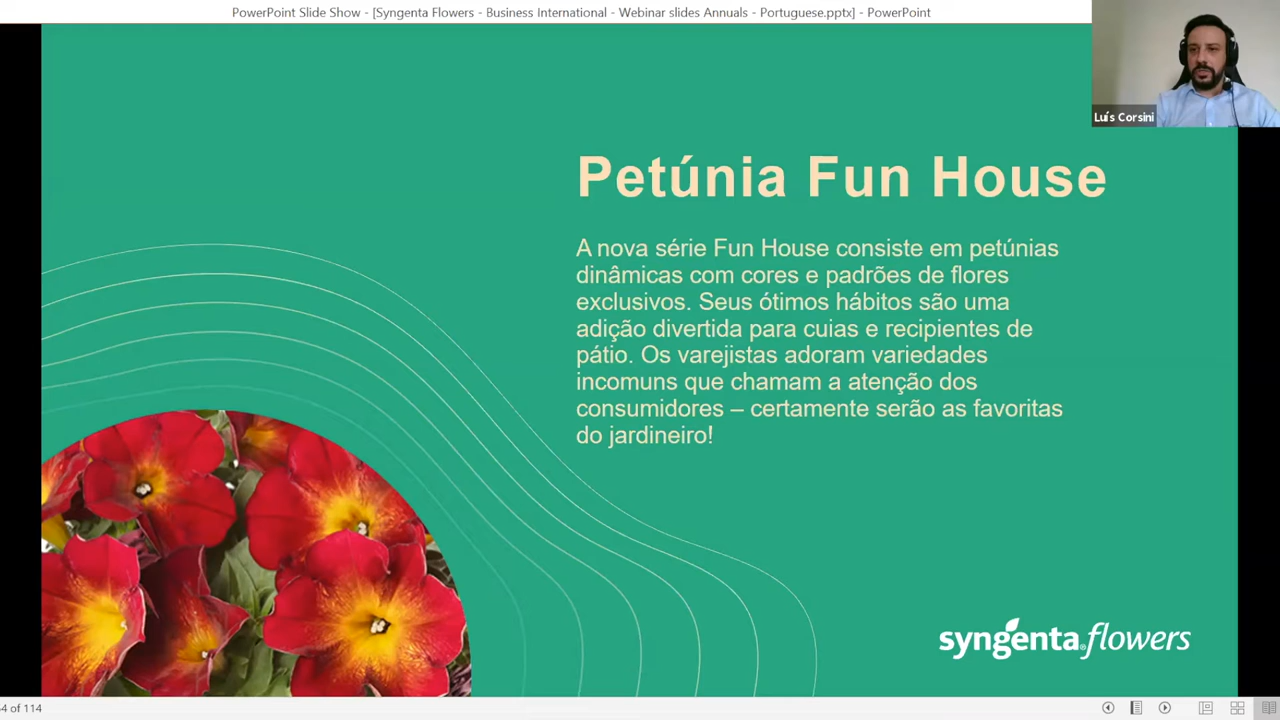 PowerPoint Slide Show - [Syngenta Flowers - Business International - Webinar slides Annuals - Portuguese.pptx] - PowerPoint
Luís Corsini
Petúnia Fun House
A nova série Fun House consiste em petúnias
dinâmicas com cores e padrões de flores
exclusivos. Seus ótimos hábitos são uma
adição divertida para cuias e recipientes de
pátio. Os varejistas adoram variedades
incomuns que chamam a atenção dos
consumidores – certamente serão as favoritas
do jardineiro!
syngenta® flowers
4 of 114